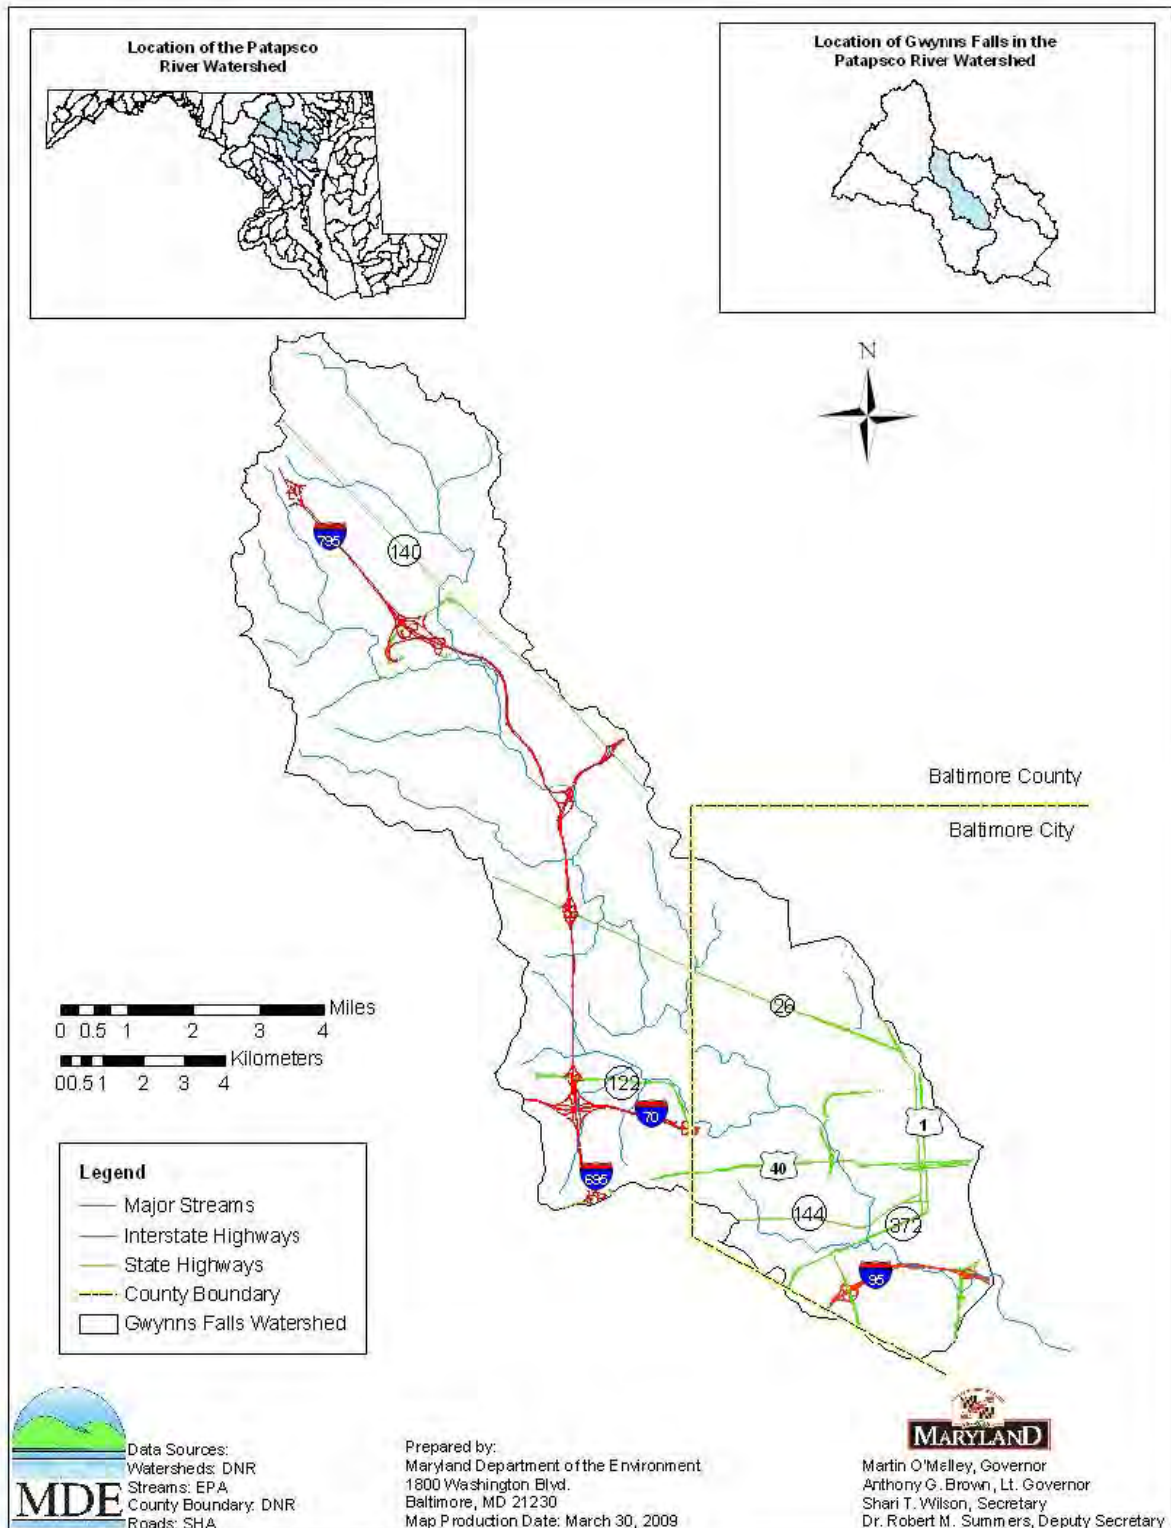 Location of the Patapsco
River Watershed
Location of Gwynns Falls in the
Patapsco River Watershed
N
795
140
Baltimore County
Baltimore City
26
Miles
0 0.5 1 2 3 4
Kilometers
00.51 2 3 4
122
70
1
40
695
144
372
95
Legend
Major Streams
Interstate Highways
State Highways
County Boundary
Gwynns Falls Watershed
MDE
Data Sources:
Watersheds: DNR
Streams: EPA
County Boundary: DNR
Roads: SHA
Prepared by:
Maryland Department of the Environment
1800 Washington Blvd.
Baltimore, MD 21230
Map Production Date: March 30, 2009
MARYLAND
Martin O'Malley, Governor
Anthony G. Brown, Lt. Governor
Shari T. Wilson, Secretary
Dr. Robert M. Summers, Deputy Secretary